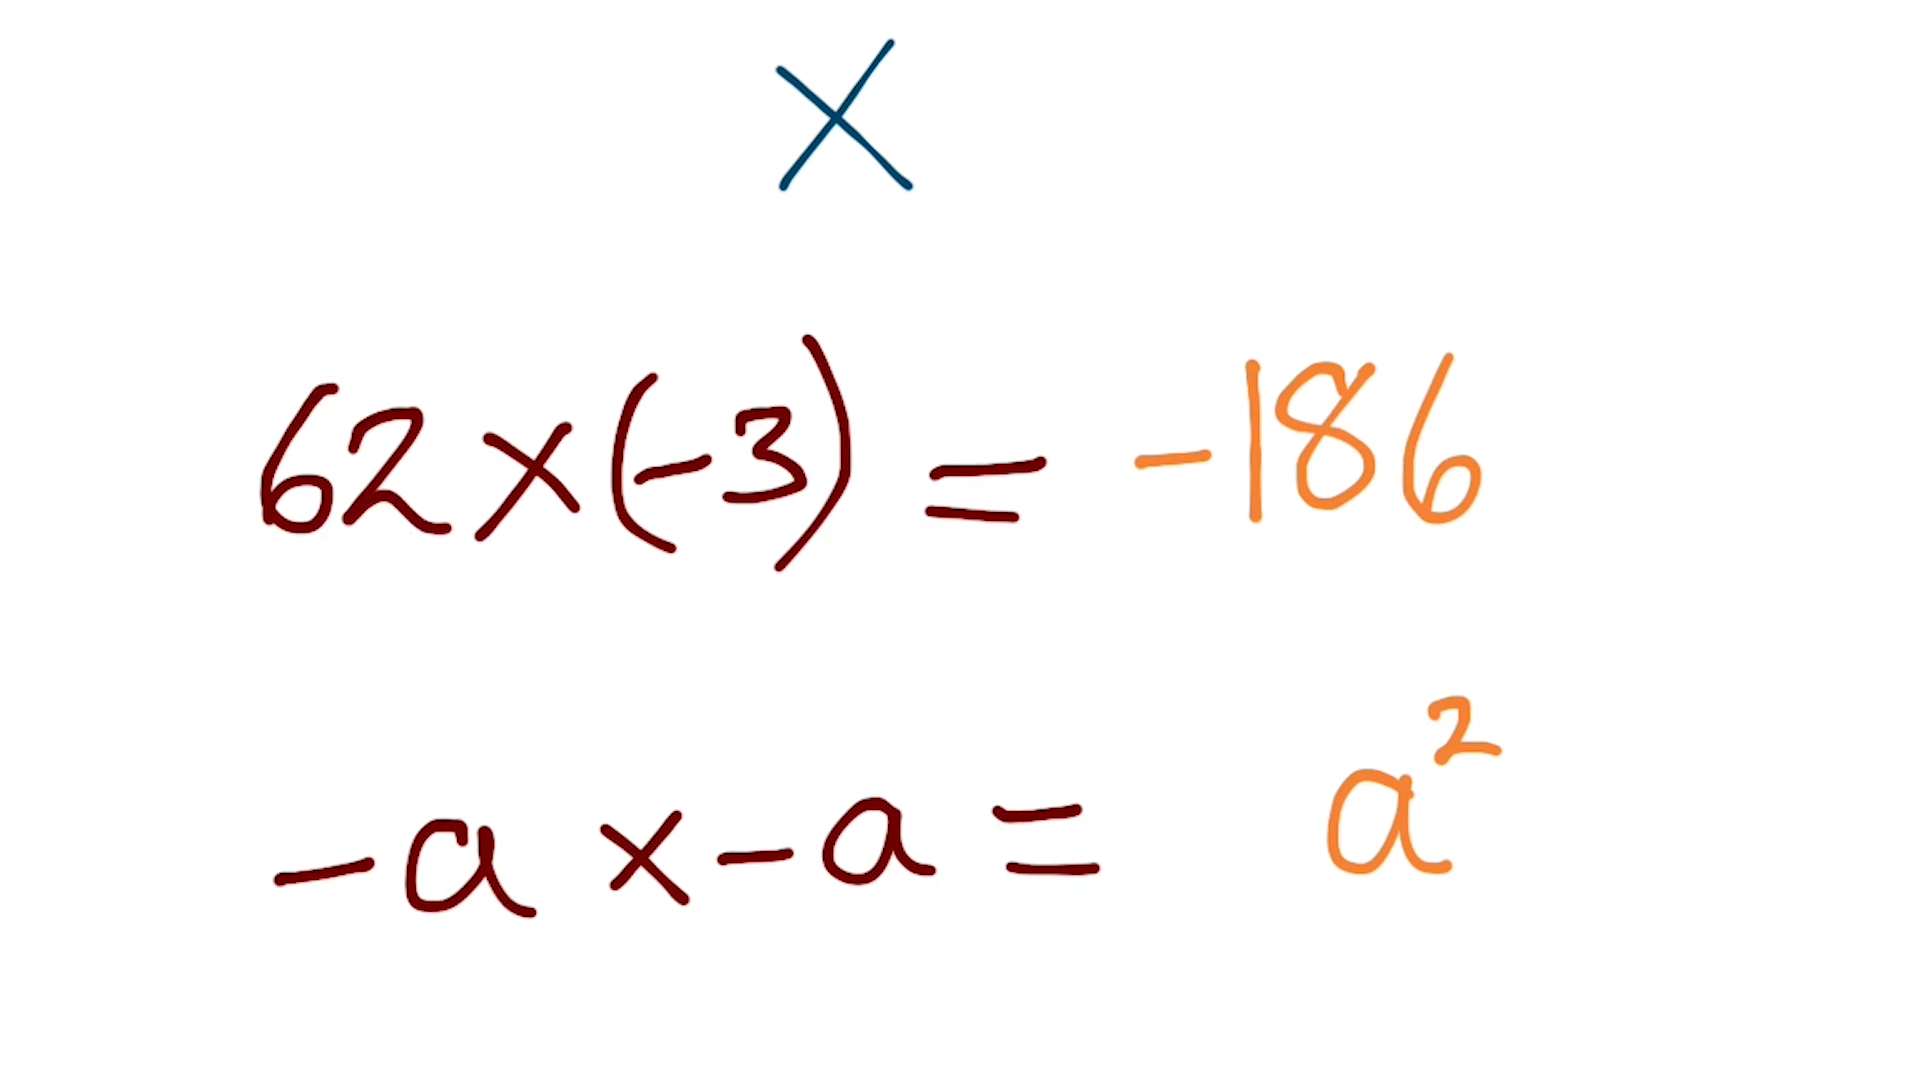 ×
62×(-3) = -186
-a × -a = a²